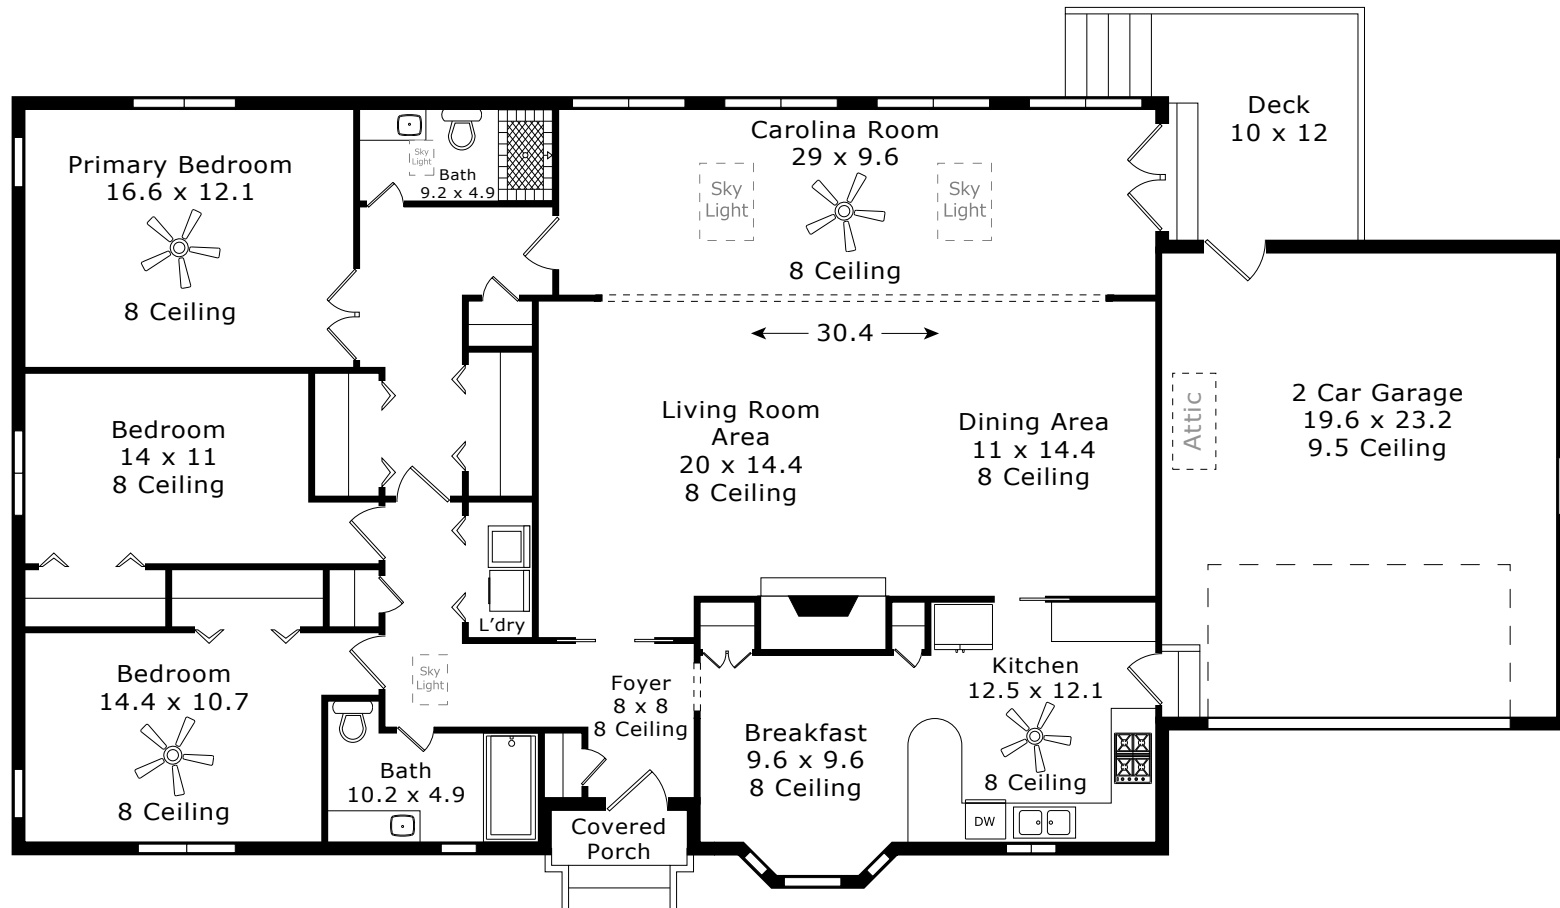 Deck
10 x 12
Primary Bedroom
16.6 x 12.1
8 Ceiling
Sky
Light
Bath
9.2 x 4.9
Carolina Room
29 x 9.6
Sky
Light
Sky
Light
8 Ceiling
30.4
Bedroom
14 x 11
8 Ceiling
Living Room
Area
20 x 14.4
8 Ceiling
Dining Area
11 x 14.4
8 Ceiling
Attic
2 Car Garage
19.6 x 23.2
9.5 Ceiling
L'dry
Bedroom
14.4 x 10.7
8 Ceiling
Sky
Light
Foyer
8 x 8
8 Ceiling
Kitchen
12.5 x 12.1
8 Ceiling
Breakfast
9.6 x 9.6
8 Ceiling
Bath
10.2 x 4.9
Covered
Porch
DW